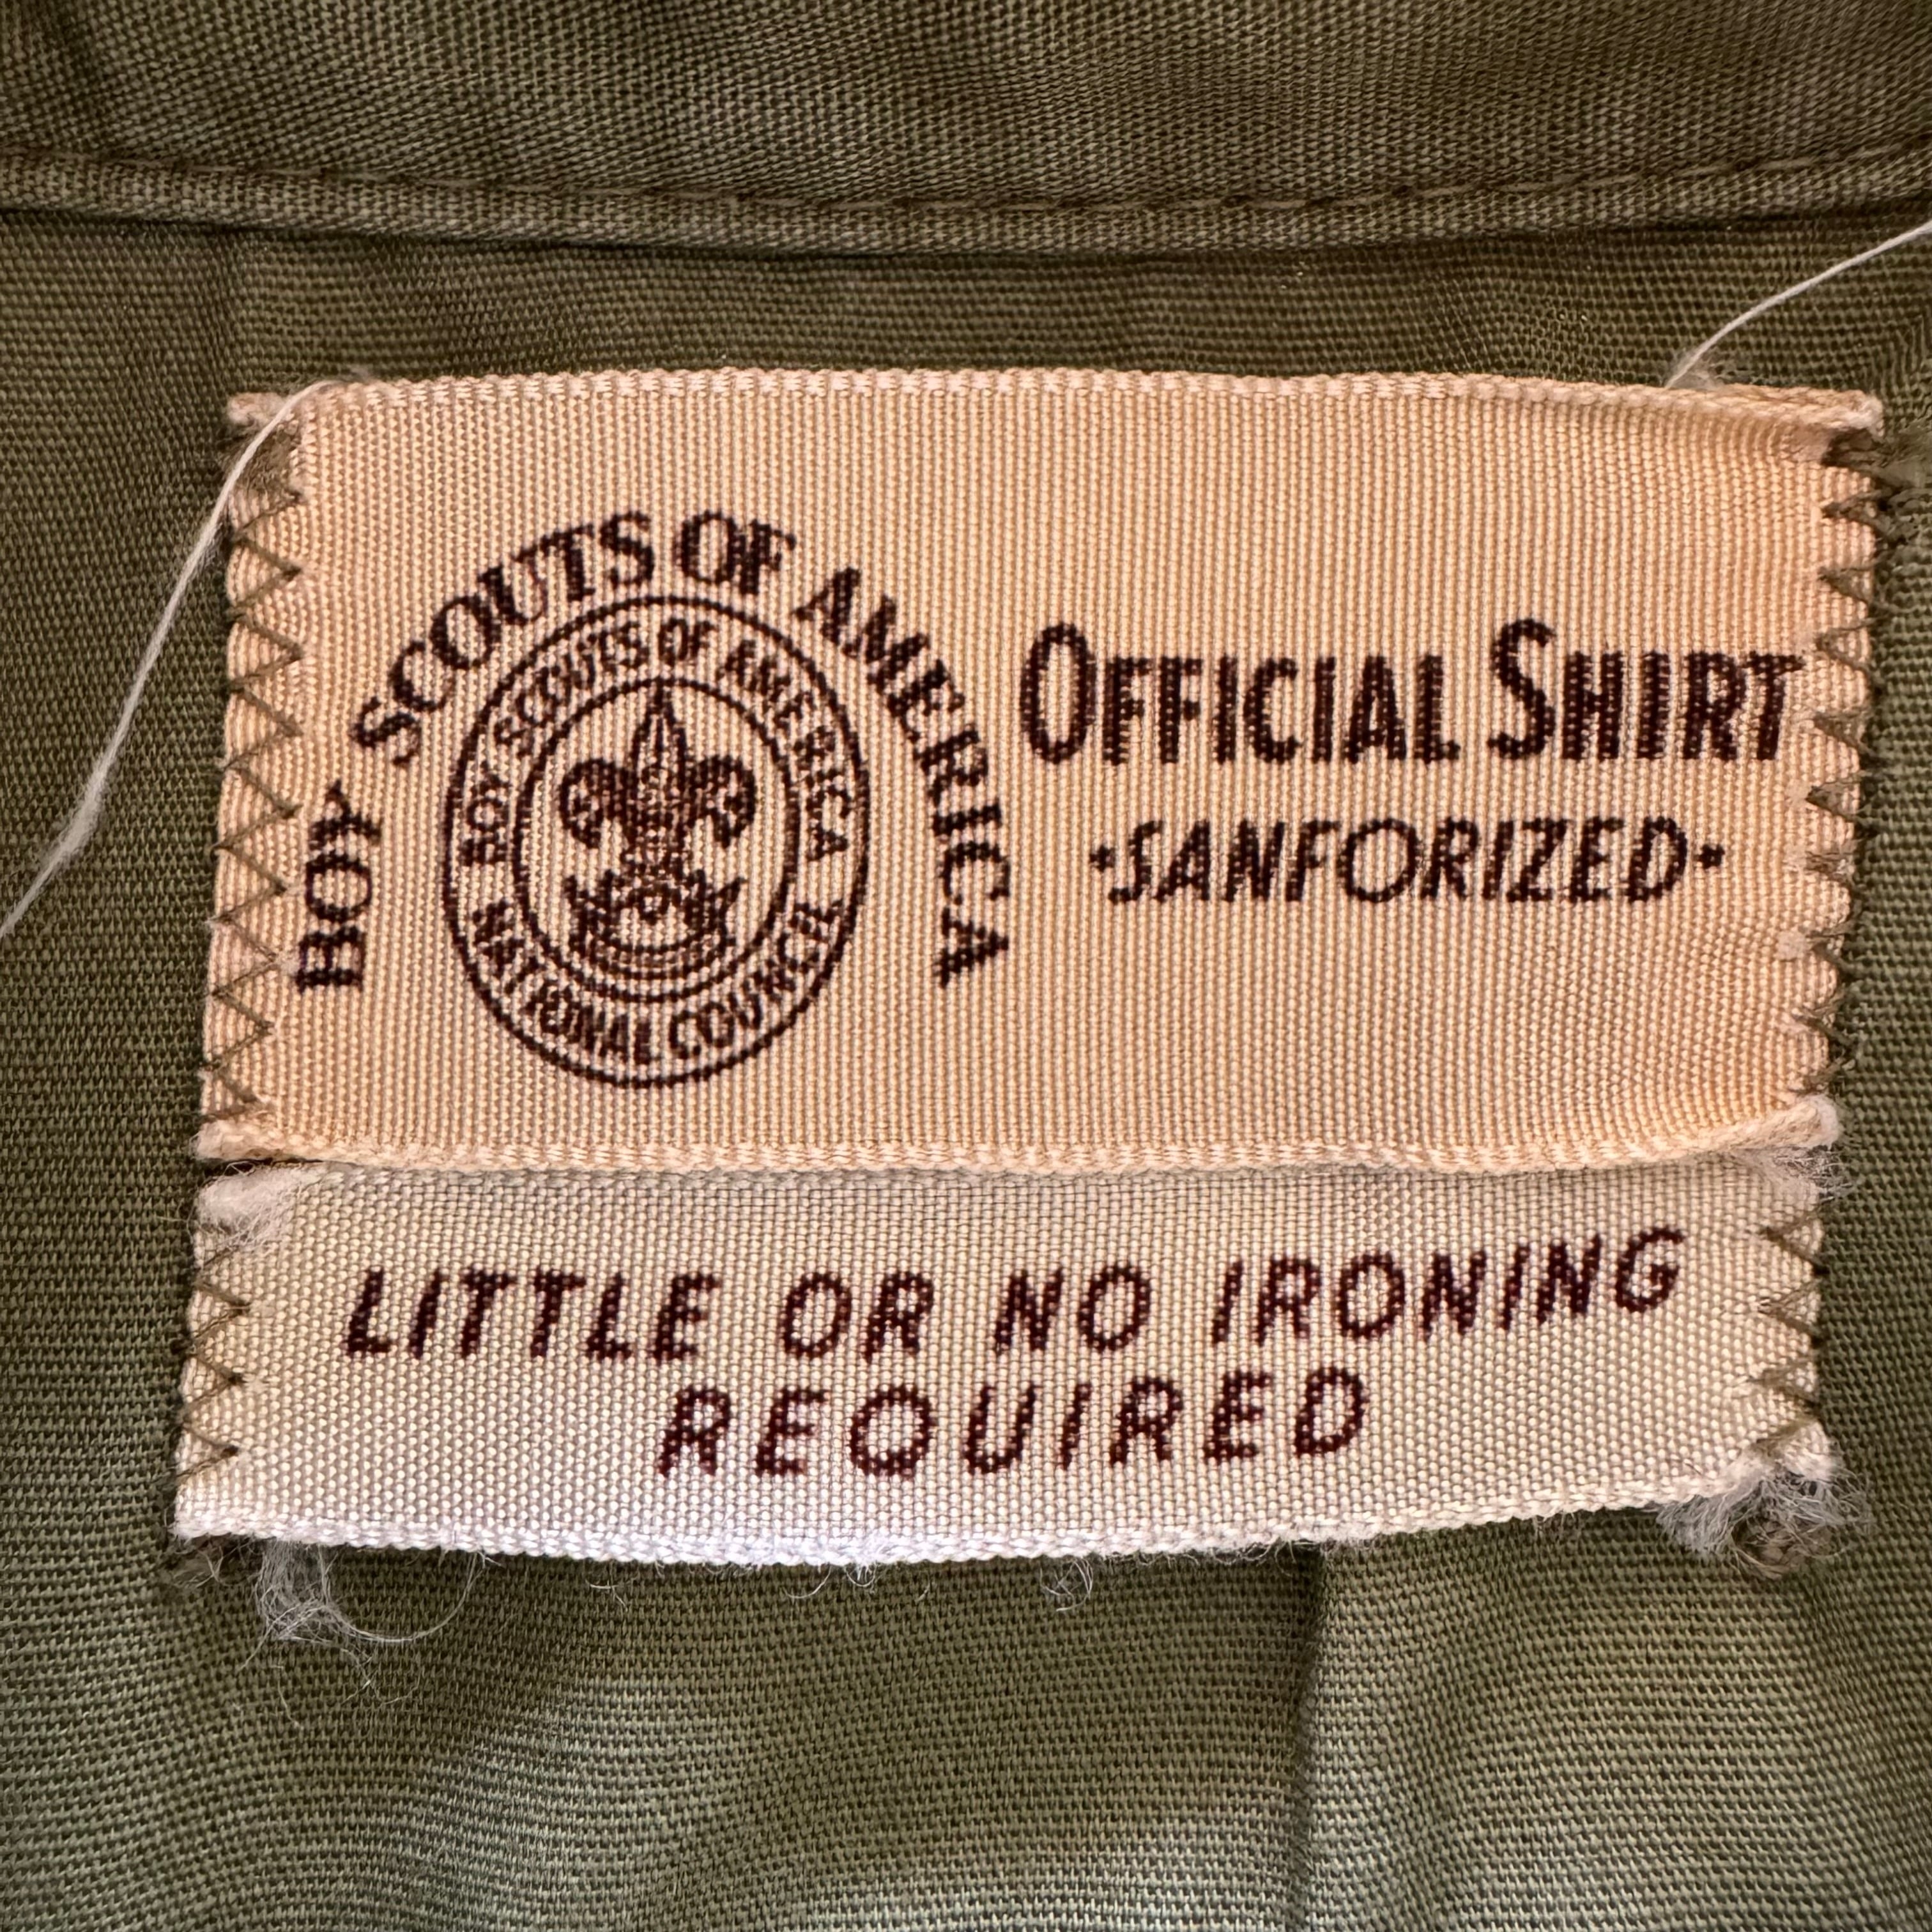 BOY SCOUTS OF AMERICA
BOY SCOUTS OF AMERICA
NATIONAL COUNCIL
OFFICIAL SHIRT
•SANFORIZED•
LITTLE OR NO IRONING
REQUIRED